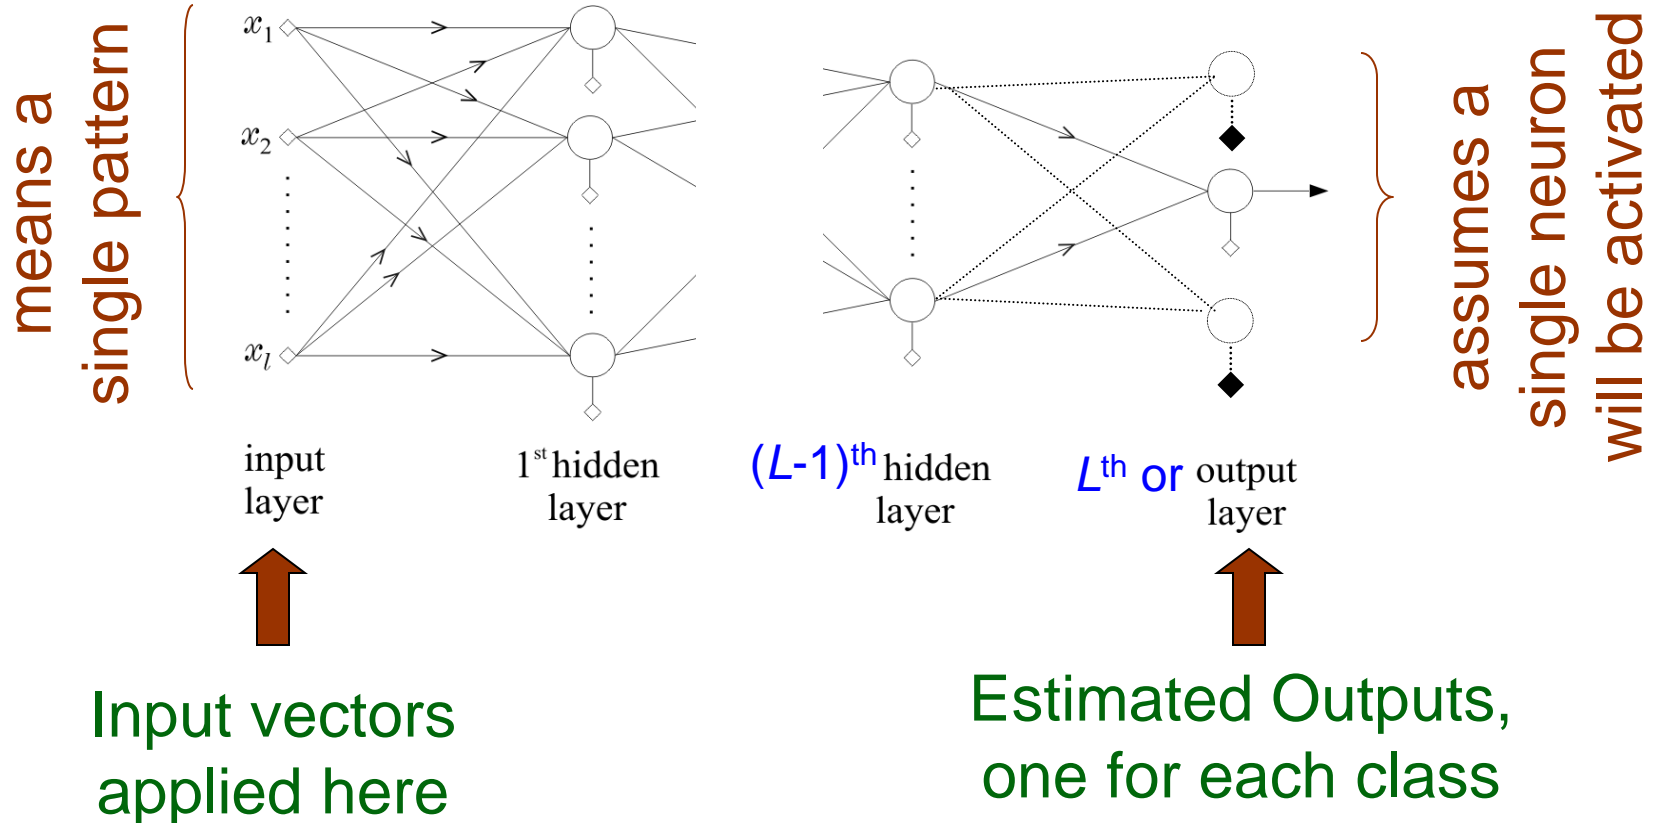 means a
single pattern
x1
x2
xl
assumes a
single neuron
will be activated
input
layer
1st hidden
layer
(L-1)th hidden
layer
Lth or output
layer
Input vectors
applied here
Estimated Outputs,
one for each class